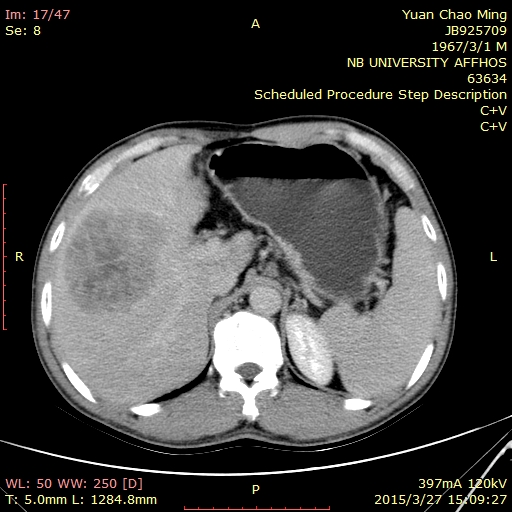 Im: 17/47
Se: 8
A
Yuan Chao Ming
JB925709
1967/3/1 M
NB UNIVERSITY AFFHOS
63634
Scheduled Procedure Step Description
C+V
C+V
R
L
WL: 50 WW: 250 [D]
T: 5.0mm L: 1284.8mm
P
397mA 120kV
2015/3/27 15:09:27